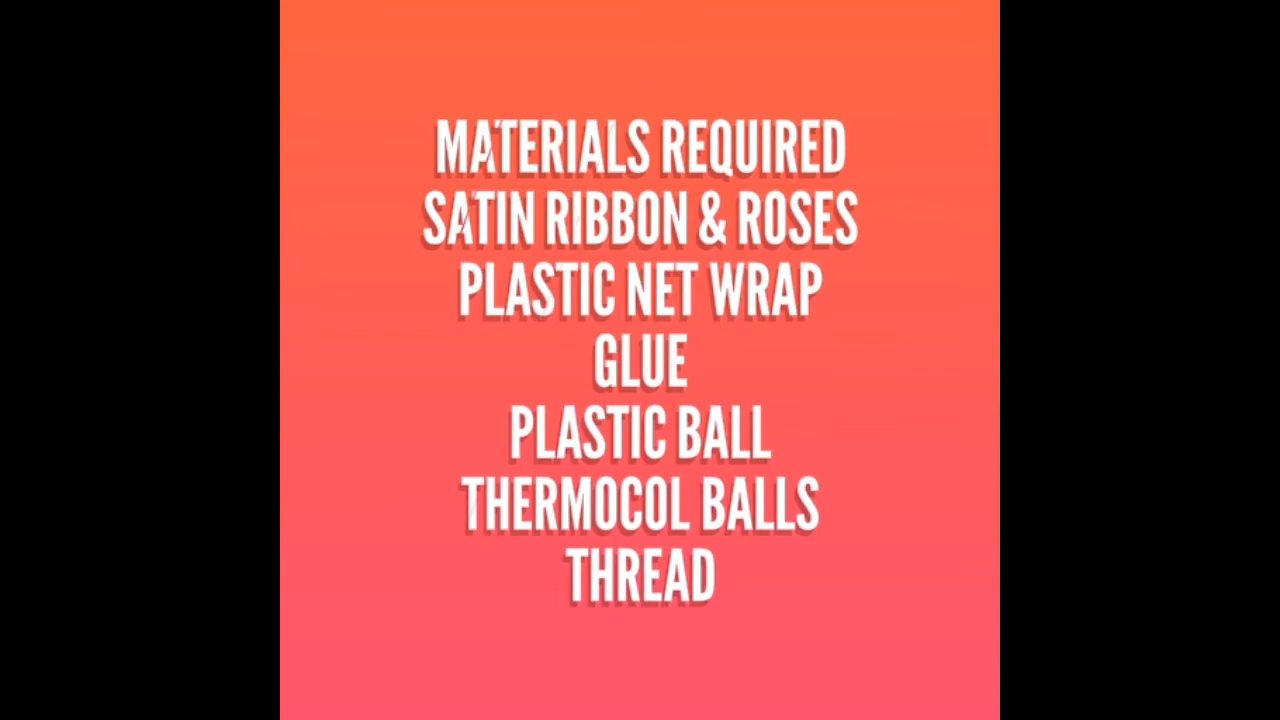 MATERIALS REQUIRED
SATIN RIBBON & ROSES
PLASTIC NET WRAP
GLUE
PLASTIC BALL
THERMOCOL BALLS
THREAD